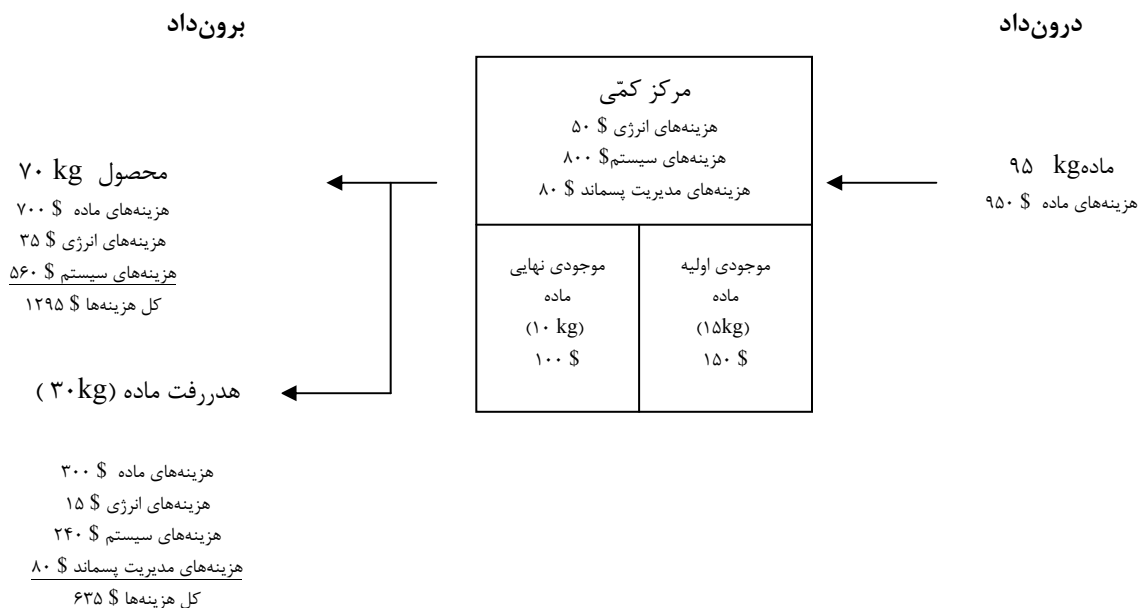 درون‌داد
برون‌داد
ماده۹۵ kg
هزینه‌های ماده $ ۹۵۰
مرکز کمّی
هزینه‌های انرژی $ ۵۰
هزینه‌های سیستم$ ۸۰۰
هزینه‌های مدیریت پسماند $ ۸۰
موجودی اولیه
ماده
(۱۵kg)
۱۵۰ $
موجودی نهایی
ماده
(۱۰ kg)
۱۰۰ $
محصول ۷۰ kg
هزینه‌های ماده $ ۷۰۰
هزینه‌های انرژی $ ۳۵
هزینه‌های سیستم $ ۵۶۰
کل هزینه‌ها $ ۱۲۹۵
هدررفت ماده (۳۰kg )
هزینه‌های ماده $ ۳۰۰
هزینه‌های انرژی $ ۱۵
هزینه‌های سیستم $ ۲۴۰
هزینه‌های مدیریت پسماند $ ۸۰
کل هزینه‌ها $ ۶۳۵